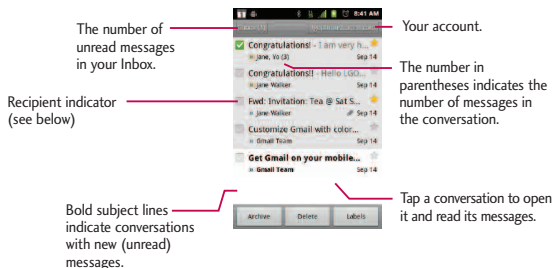 The number of
unread messages
in your Inbox.
Recipient indicator
(see below)
Bold subject lines
indicate conversations
with new (unread)
messages.
8:41 AM
Congratulations! - I am very h...
» Jane, Yo (3) Sep 14
Congratulations!! - Hello LGO...
» Jane Walker Sep 14
Fwd: Invitation: Tea @ Sat S...
» Jane Walker Sep 14
Customize Gmail with color...
» Gmail Team Sep 14
Get Gmail on your mobile...
» Gmail Team Sep 14
Archive Delete Labels
Your account.
The number in
parentheses indicates the
number of messages in
the conversation.
Tap a conversation to open
it and read its messages.